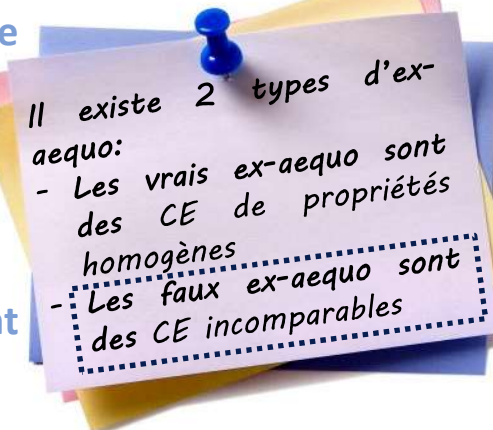 e
Il existe 2 types d'ex-
aequo:
- Les vrais ex-aequo sont
des CE de propriétés
homogènes
- Les faux ex-aequo sont
des CE incomparables
nt